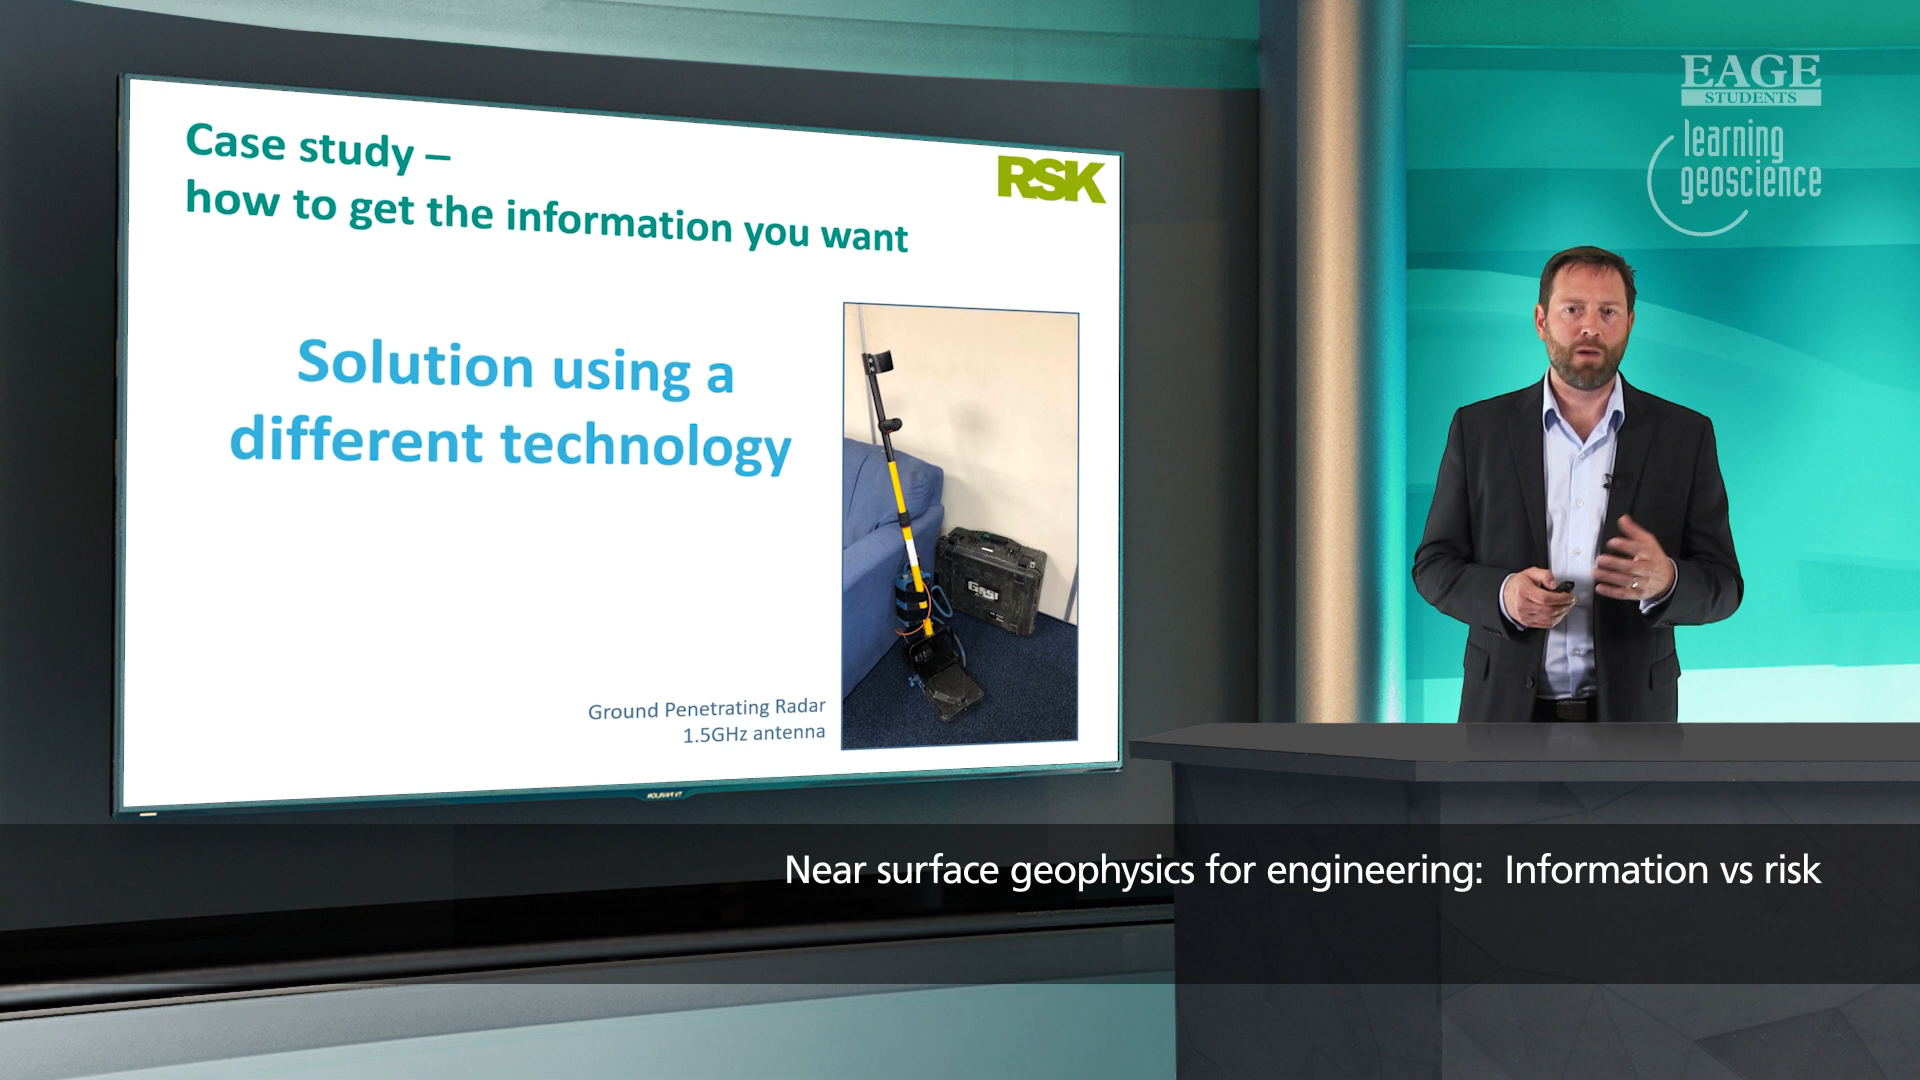 Case study –
how to get the information you want
RSK
Solution using a
different technology
GSSI
Ground Penetrating Radar
1.5GHz antenna
EAGE
STUDENTS
learning
geoscience
Near surface geophysics for engineering: Information vs risk